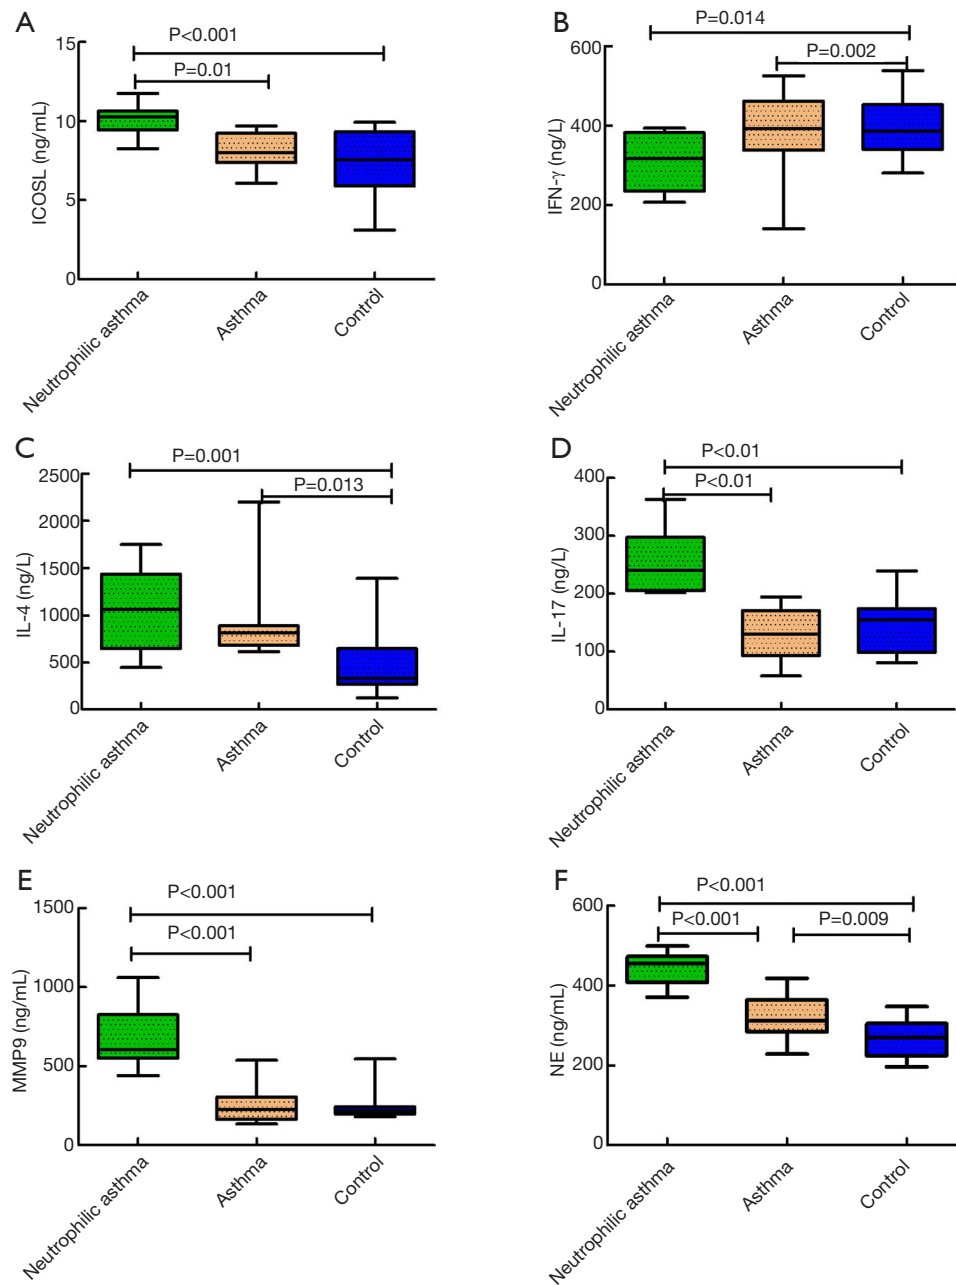 A
P<0.001
P=0.01
ICOSL (ng/mL)
15
10
5
0
Neutrophilic asthma
Asthma
Control
B
P=0.014
P=0.002
IFN-γ (ng/L)
600
400
200
0
Neutrophilic asthma
Asthma
Control
C
P=0.001
P=0.013
IL-4 (ng/L)
2500
2000
1500
1000
500
0
Neutrophilic asthma
Asthma
Control
D
P<0.01
P<0.01
IL-17 (ng/L)
400
300
200
100
0
Neutrophilic asthma
Asthma
Control
E
P<0.001
P<0.001
MMP9 (ng/mL)
1500
1000
500
0
Neutrophilic asthma
Asthma
Control
F
P<0.001
P<0.001
P=0.009
NE (ng/mL)
600
400
200
0
Neutrophilic asthma
Asthma
Control